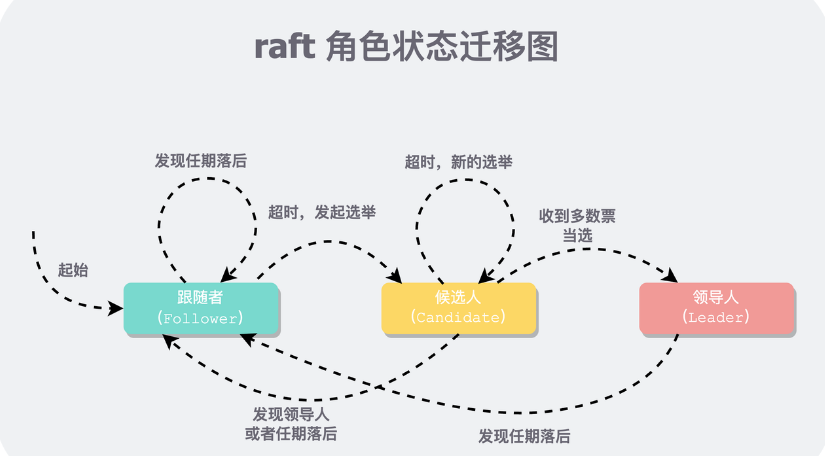 raft 角色状态迁移图
发现任期落后
超时，新的选举
超时，发起选举
收到多数票
当选
起始
跟随者
(Follower)
候选人
(Candidate)
领导人
(Leader)
发现领导人
或者任期落后
发现任期落后